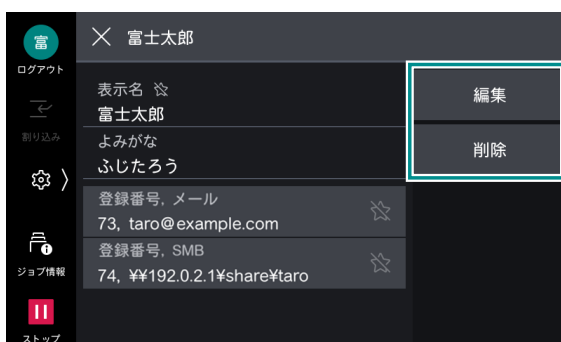 富
ログアウト
割り込み
ジョブ情報
ストップ
富士太郎
表示名
富士太郎
よみがな
ふじたろう
登録番号, メール
73, taro@example.com
登録番号, SMB
74, ¥¥192.0.2.1¥share¥taro
編集
削除